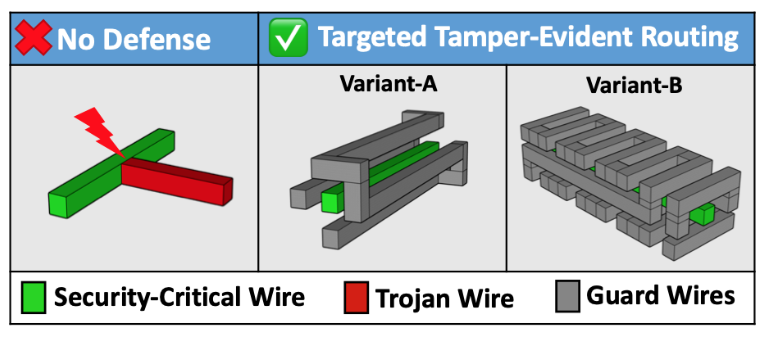 No Defense
Targeted Tamper-Evident Routing
Variant-A
Variant-B
Security-Critical Wire
Trojan Wire
Guard Wires